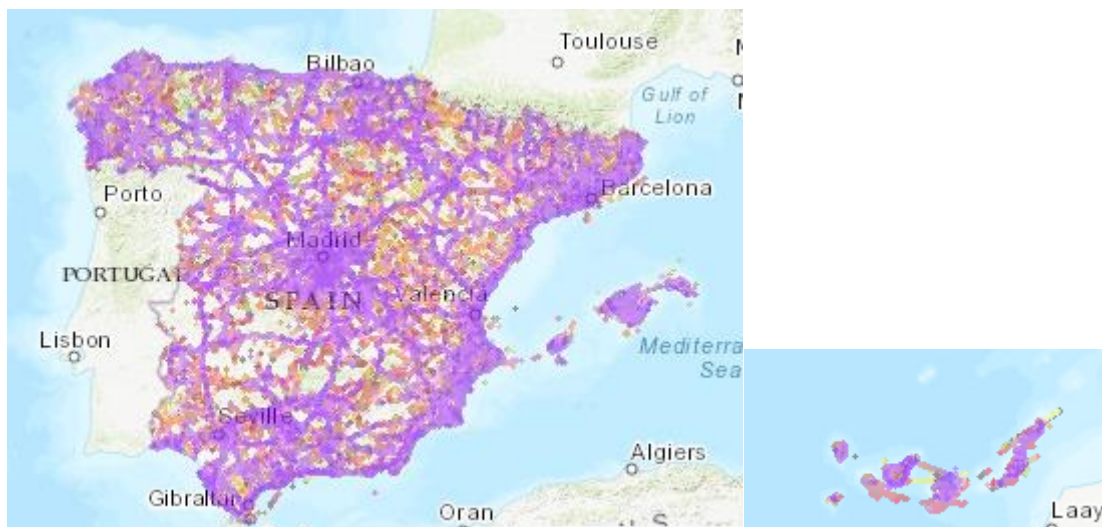 Toulouse
Bilbao
Gulf of
Lion
Barcelona
Porto
Madrid
PORTUGAL
SPAIN
Valencia
Lisbon
Mediterra
Sea
Seville
Algiers
Gibraltar
Oran
Laay